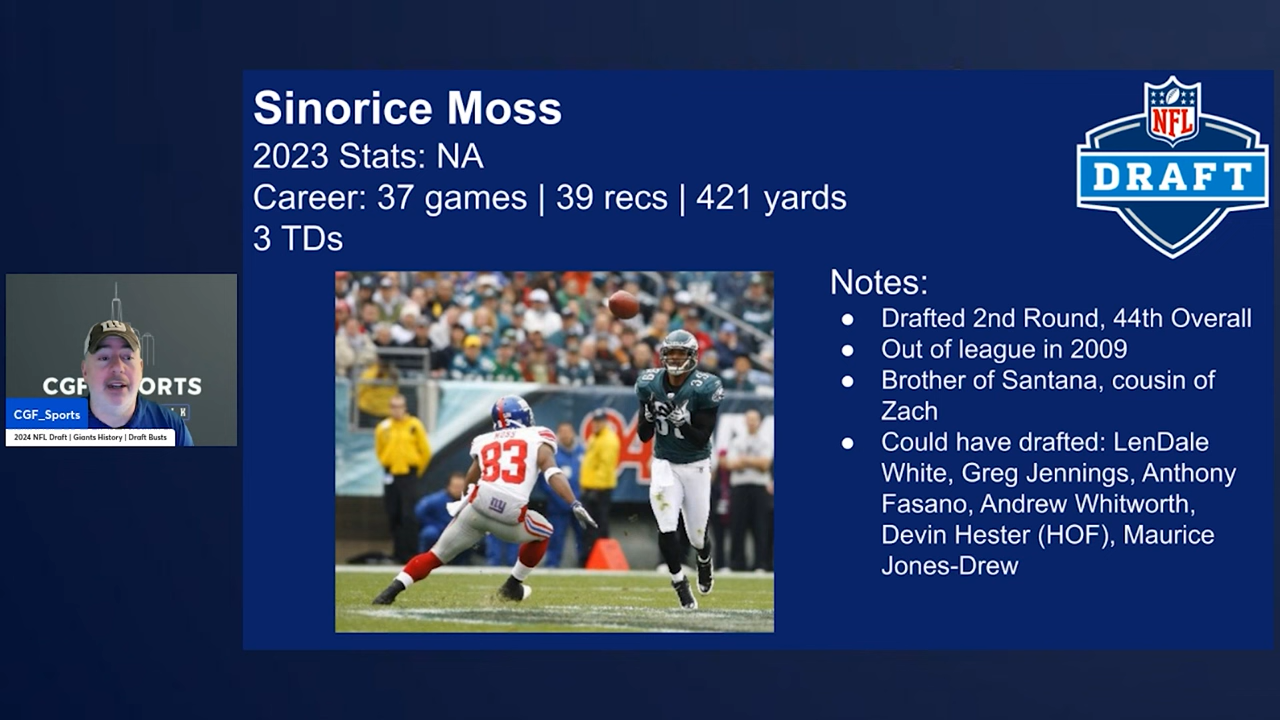 Sinorice Moss
2023 Stats: NA
Career: 37 games | 39 recs | 421 yards
3 TDs
NFL
DRAFT
Notes:
● Drafted 2nd Round, 44th Overall
● Out of league in 2009
● Brother of Santana, cousin of
Zach
● Could have drafted: LenDale
White, Greg Jennings, Anthony
Fasano, Andrew Whitworth,
Devin Hester (HOF), Maurice
Jones-Drew
MOSS
83
ny
CGF_Sports
2024 NFL Draft | Giants History | Draft Busts